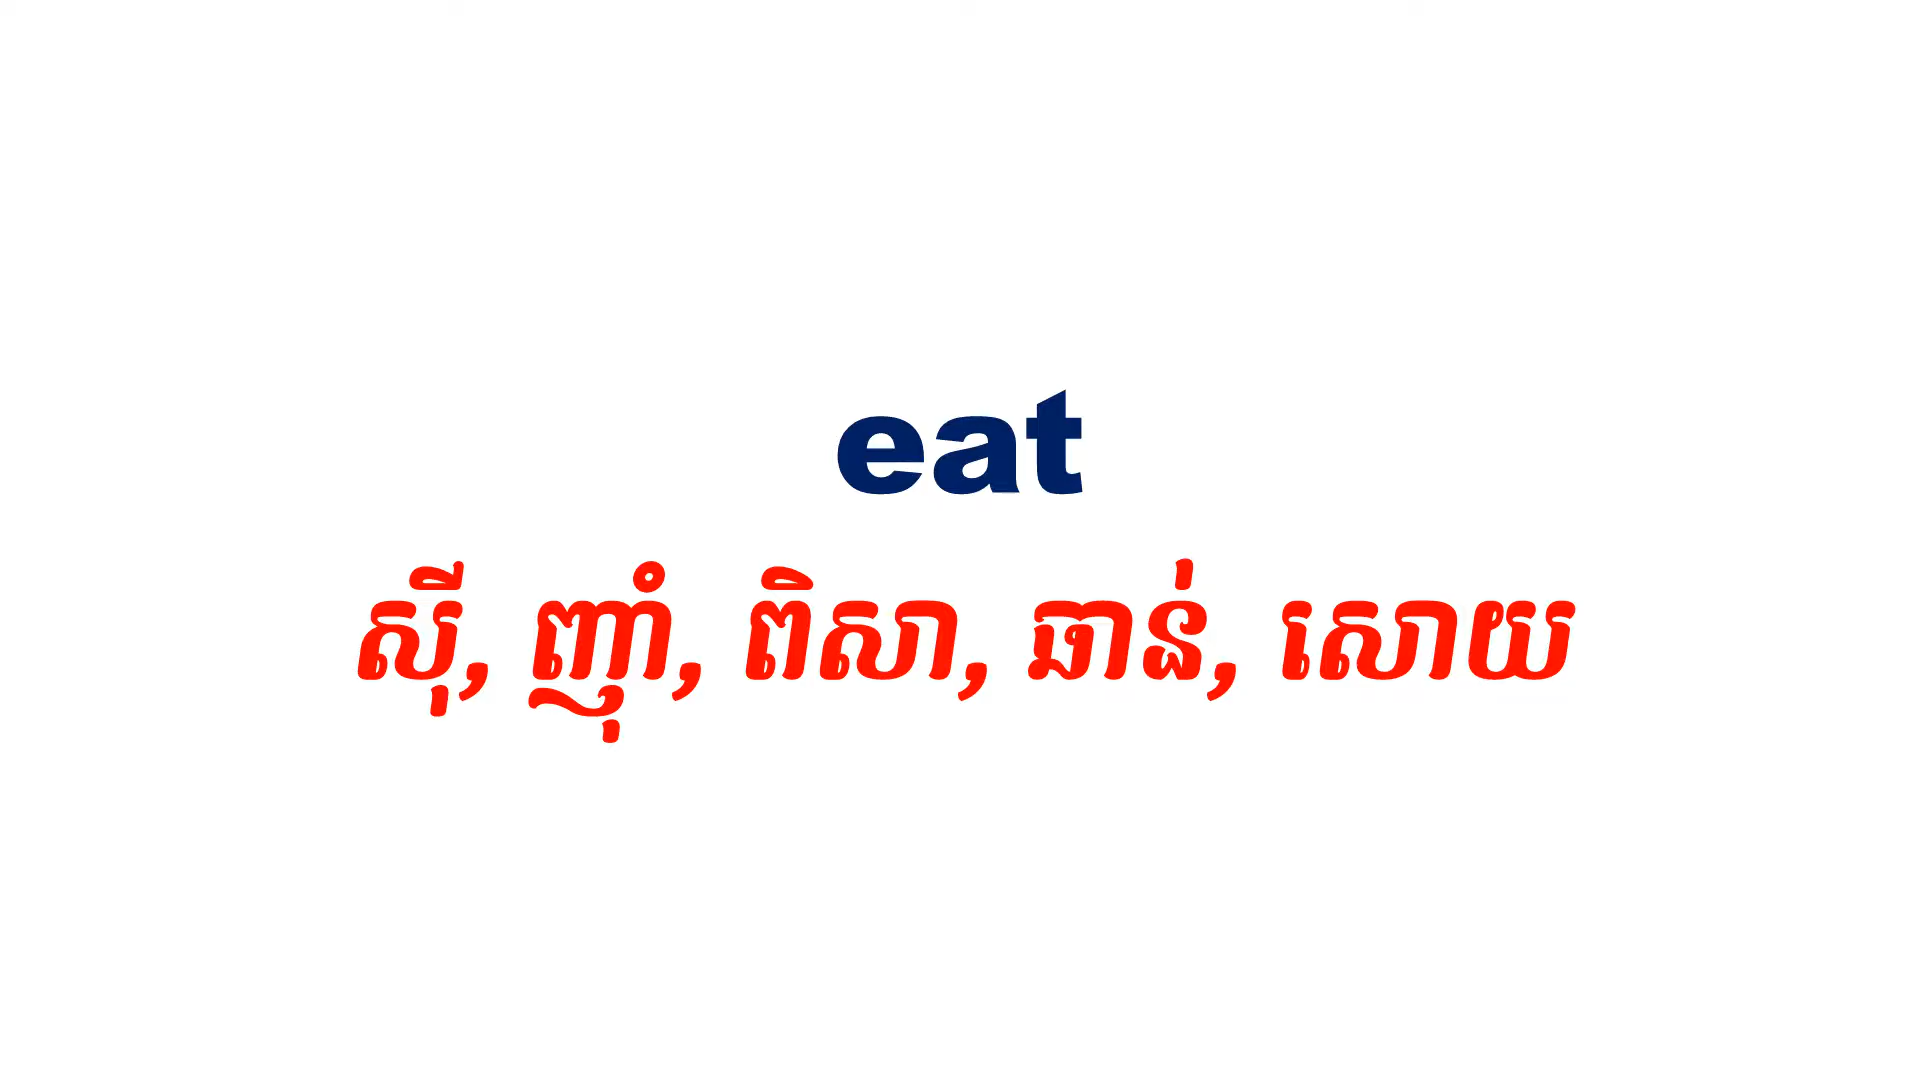 eat
ស៊ី, ញ៉ាំ, ពិសា, ឆាន់, សោយ